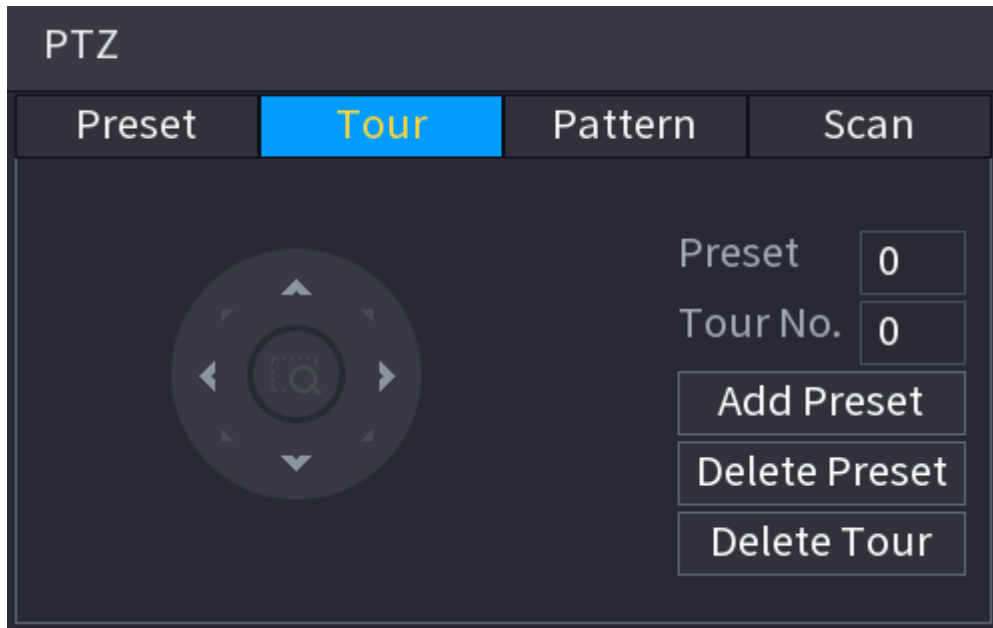 PTZ
Preset Tour Pattern Scan
Preset 0
Tour No. 0
Add Preset
Delete Preset
Delete Tour